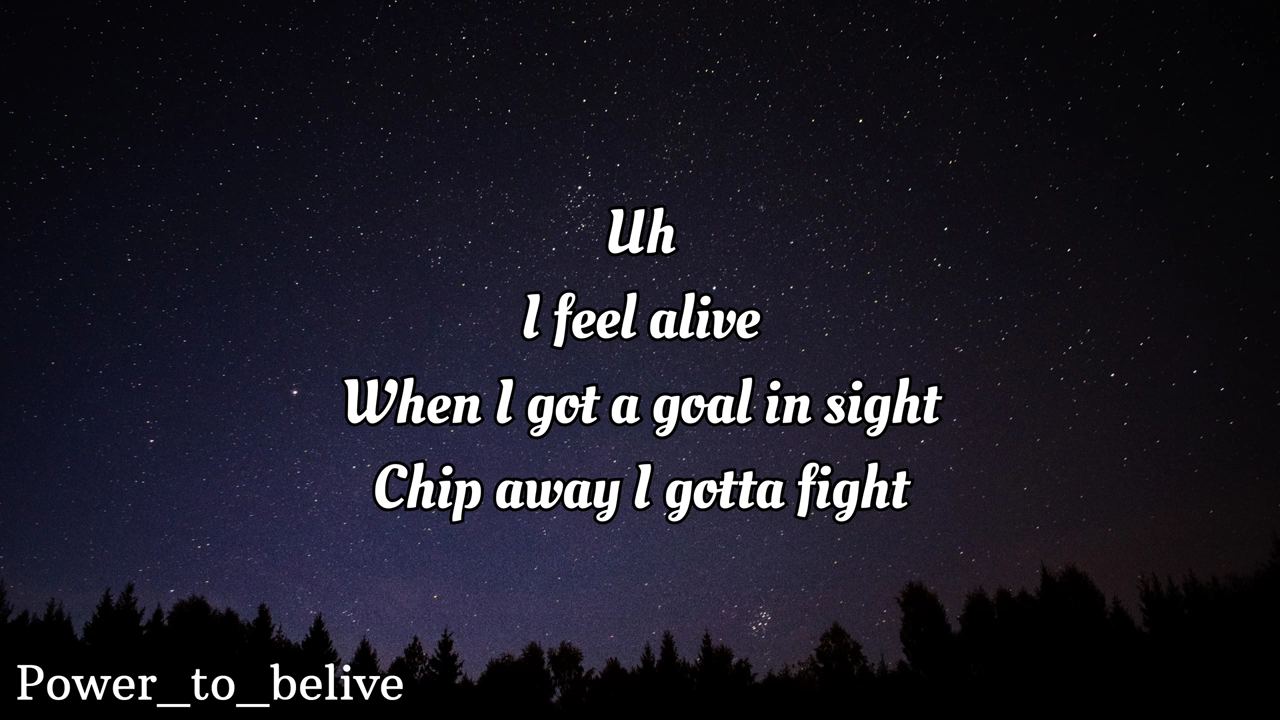 Uh
I feel alive
When I got a goal in sight
Chip away I gotta fight
Power_to_belive